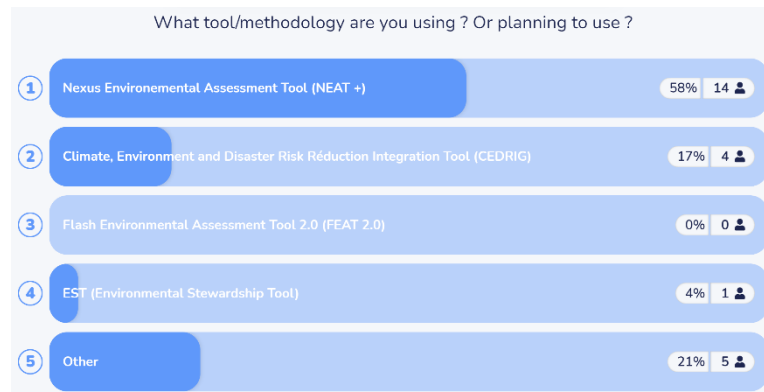 What tool/methodology are you using ? Or planning to use ?
1 Nexus Environemental Assessment Tool (NEAT +) 58% 14
2 Climate, Environment and Disaster Risk Réduction Integration Tool (CEDRIG) 17% 4
3 Flash Environmental Assessment Tool 2.0 (FEAT 2.0) 0% 0
4 EST (Environmental Stewardship Tool) 4% 1
5 Other 21% 5